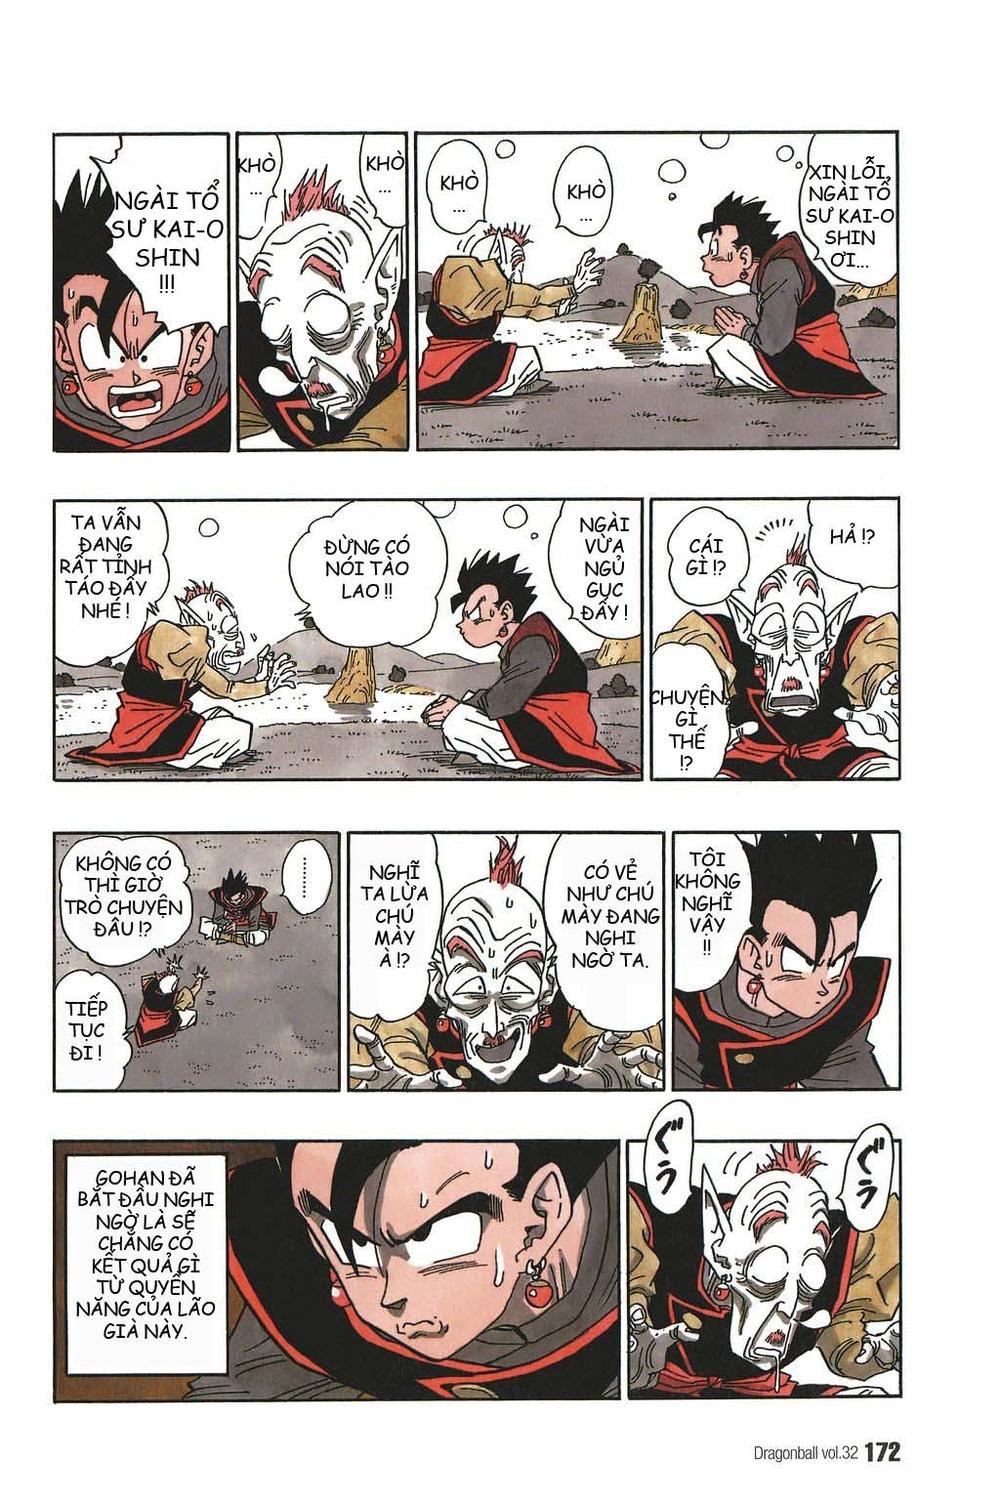 XIN LỖI,
NGÀI TỔ
SƯ KAI-O
SHIN
ƠI...
KHÒ
...
KHÒ
...
KHÒ
...
KHÒ
...
NGÀI TỔ
SƯ KAI-O
SHIN
!!!
HẢ !?
CÁI
GÌ !?
CHUYỆN
GÌ
THẾ
!?
NGÀI
VỪA
NGỦ
GỤC
ĐẤY !
ĐỪNG CÓ
NÓI TÀO
LAO !!
TA VẪN
ĐANG
RẤT TỈNH
TÁO ĐẤY
NHÉ !
TÔI
KHÔNG
NGHĨ
VẬY
!!
CÓ VẺ
NHƯ CHÚ
MÀY ĐANG
NGHI
NGỜ TA.
NGHĨ
TA LỪA
CHÚ
MÀY
À !?
.........
KHÔNG CÓ
THÌ GIỜ
TRÒ CHUYỆN
ĐÂU !?
TIẾP
TỤC
ĐI !
ぐう
ぐう
GOHAN ĐÃ
BẮT ĐẦU NGHI
NGỜ LÀ SẼ
CHẲNG CÓ
KẾT QUẢ GÌ
TỪ QUYỀN
NĂNG CỦA LÃO
GIÀ NÀY.
Dragonball vol.32 172